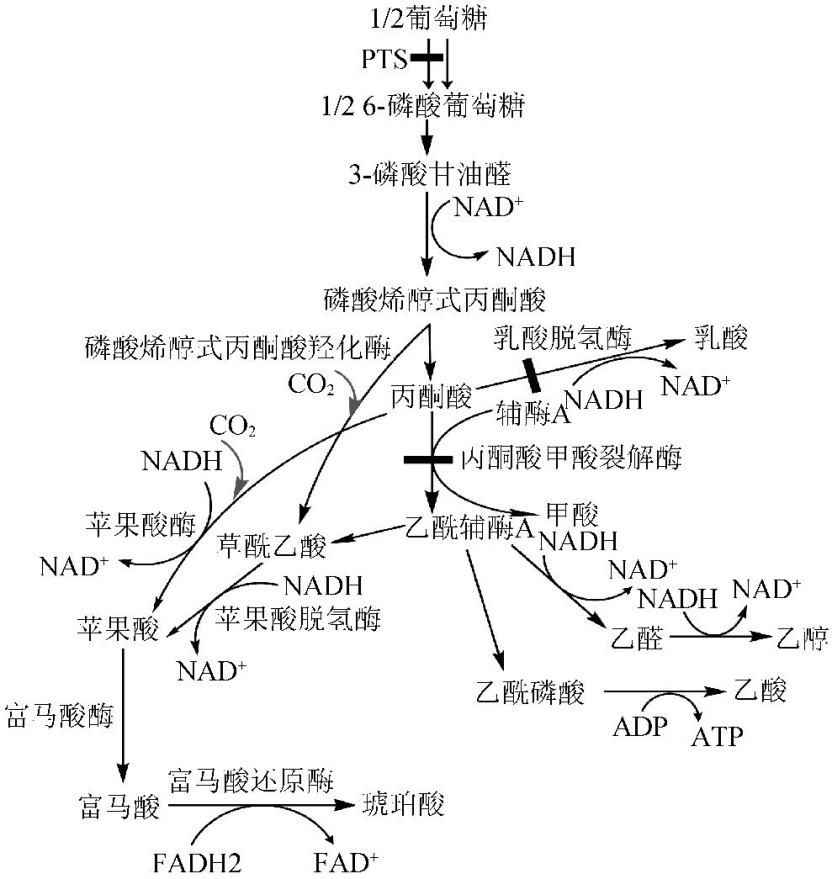 1/2葡萄糖
PTS
1/2 6-磷酸葡萄糖
3-磷酸甘油醛
NAD⁺
NADH
磷酸烯醇式丙酮酸
磷酸烯醇式丙酮酸羟化酶
乳酸脱氢酶
乳酸
CO₂
丙酮酸
辅酶A
NADH
NAD⁺
CO₂
NADH
丙酮酸甲酸裂解酶
苹果酸酶
草酰乙酸
乙酰辅酶A
甲酸
NADH
NAD⁺
NADH
NAD⁺
NADH
NAD⁺
苹果酸
苹果酸脱氢酶
乙醛
乙醇
NAD⁺
乙酰磷酸
乙酸
ADP
ATP
富马酸酶
富马酸
富马酸还原酶
琥珀酸
FADH2
FAD⁺